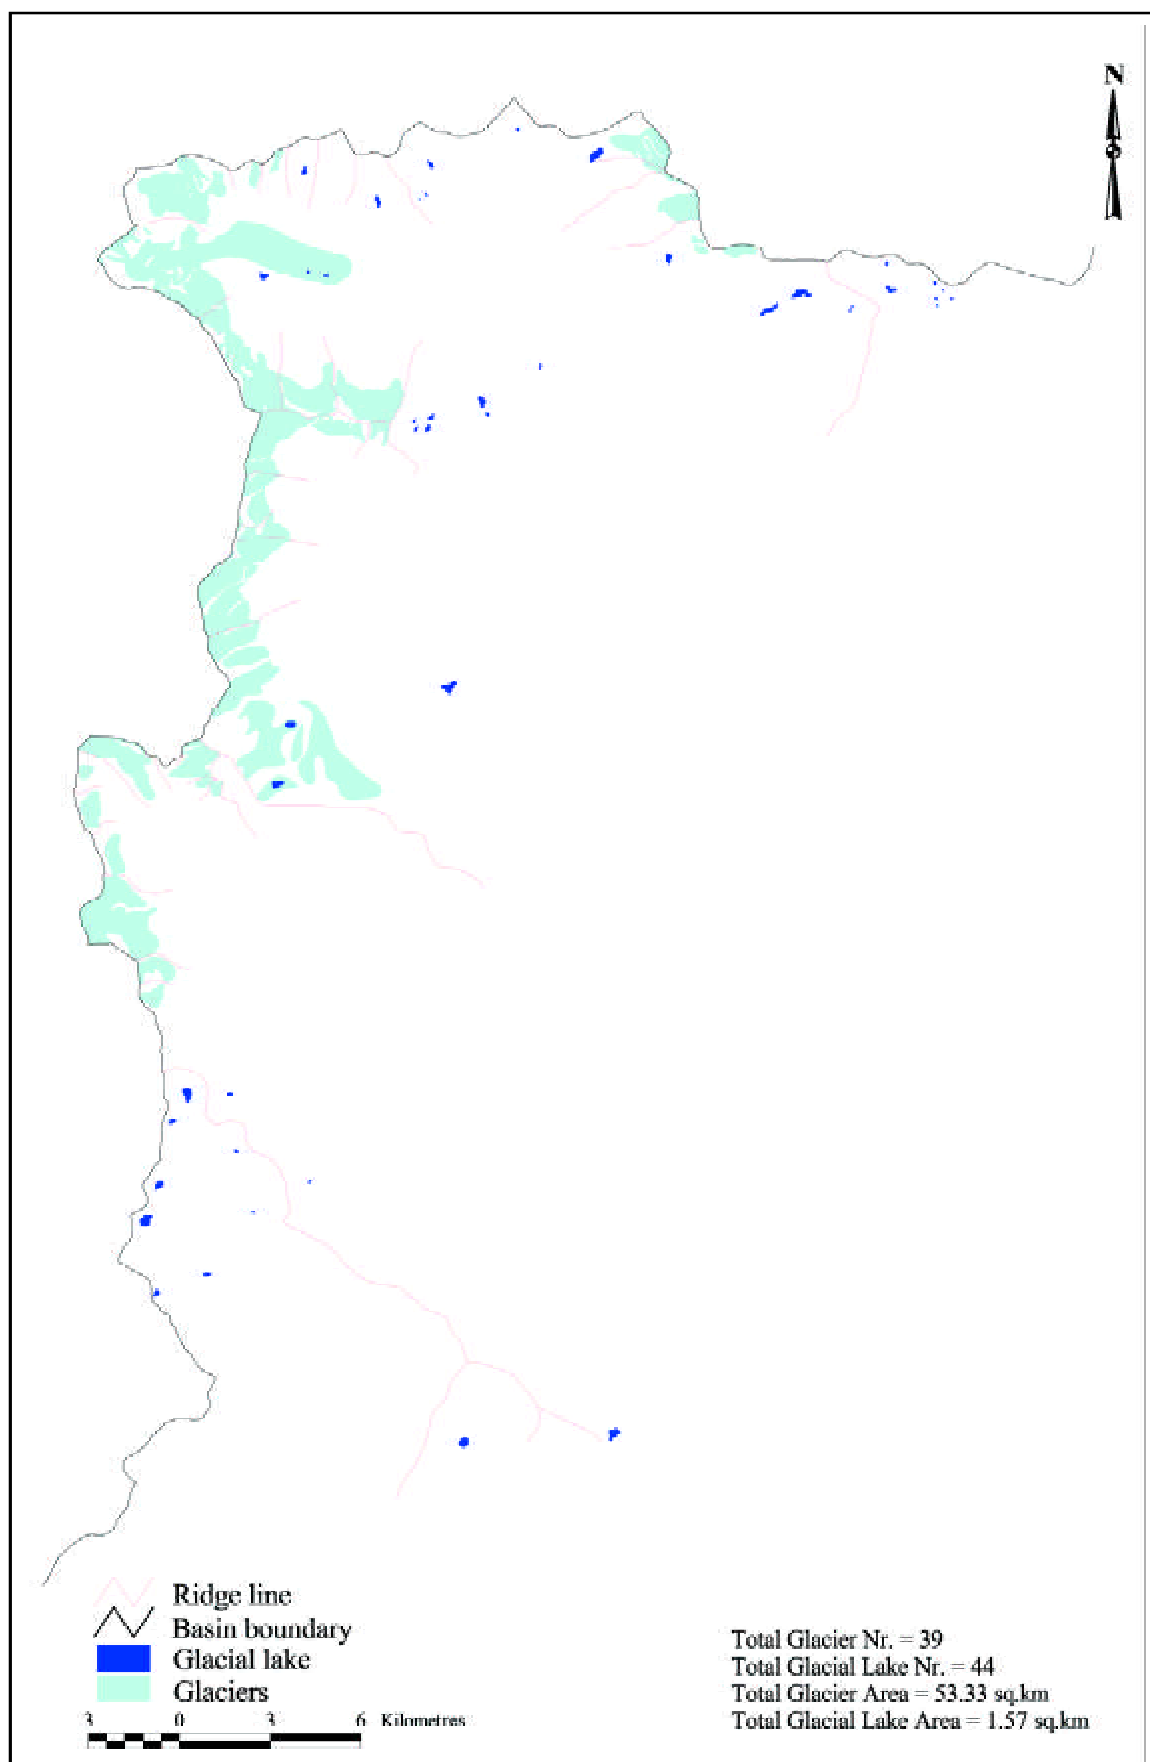 N
Ridge line
Basin boundary
Glacial lake
Glaciers
3 0 3 6 Kilometres
Total Glacier Nr. = 39
Total Glacial Lake Nr. = 44
Total Glacier Area = 53.33 sq.km
Total Glacial Lake Area = 1.57 sq.km